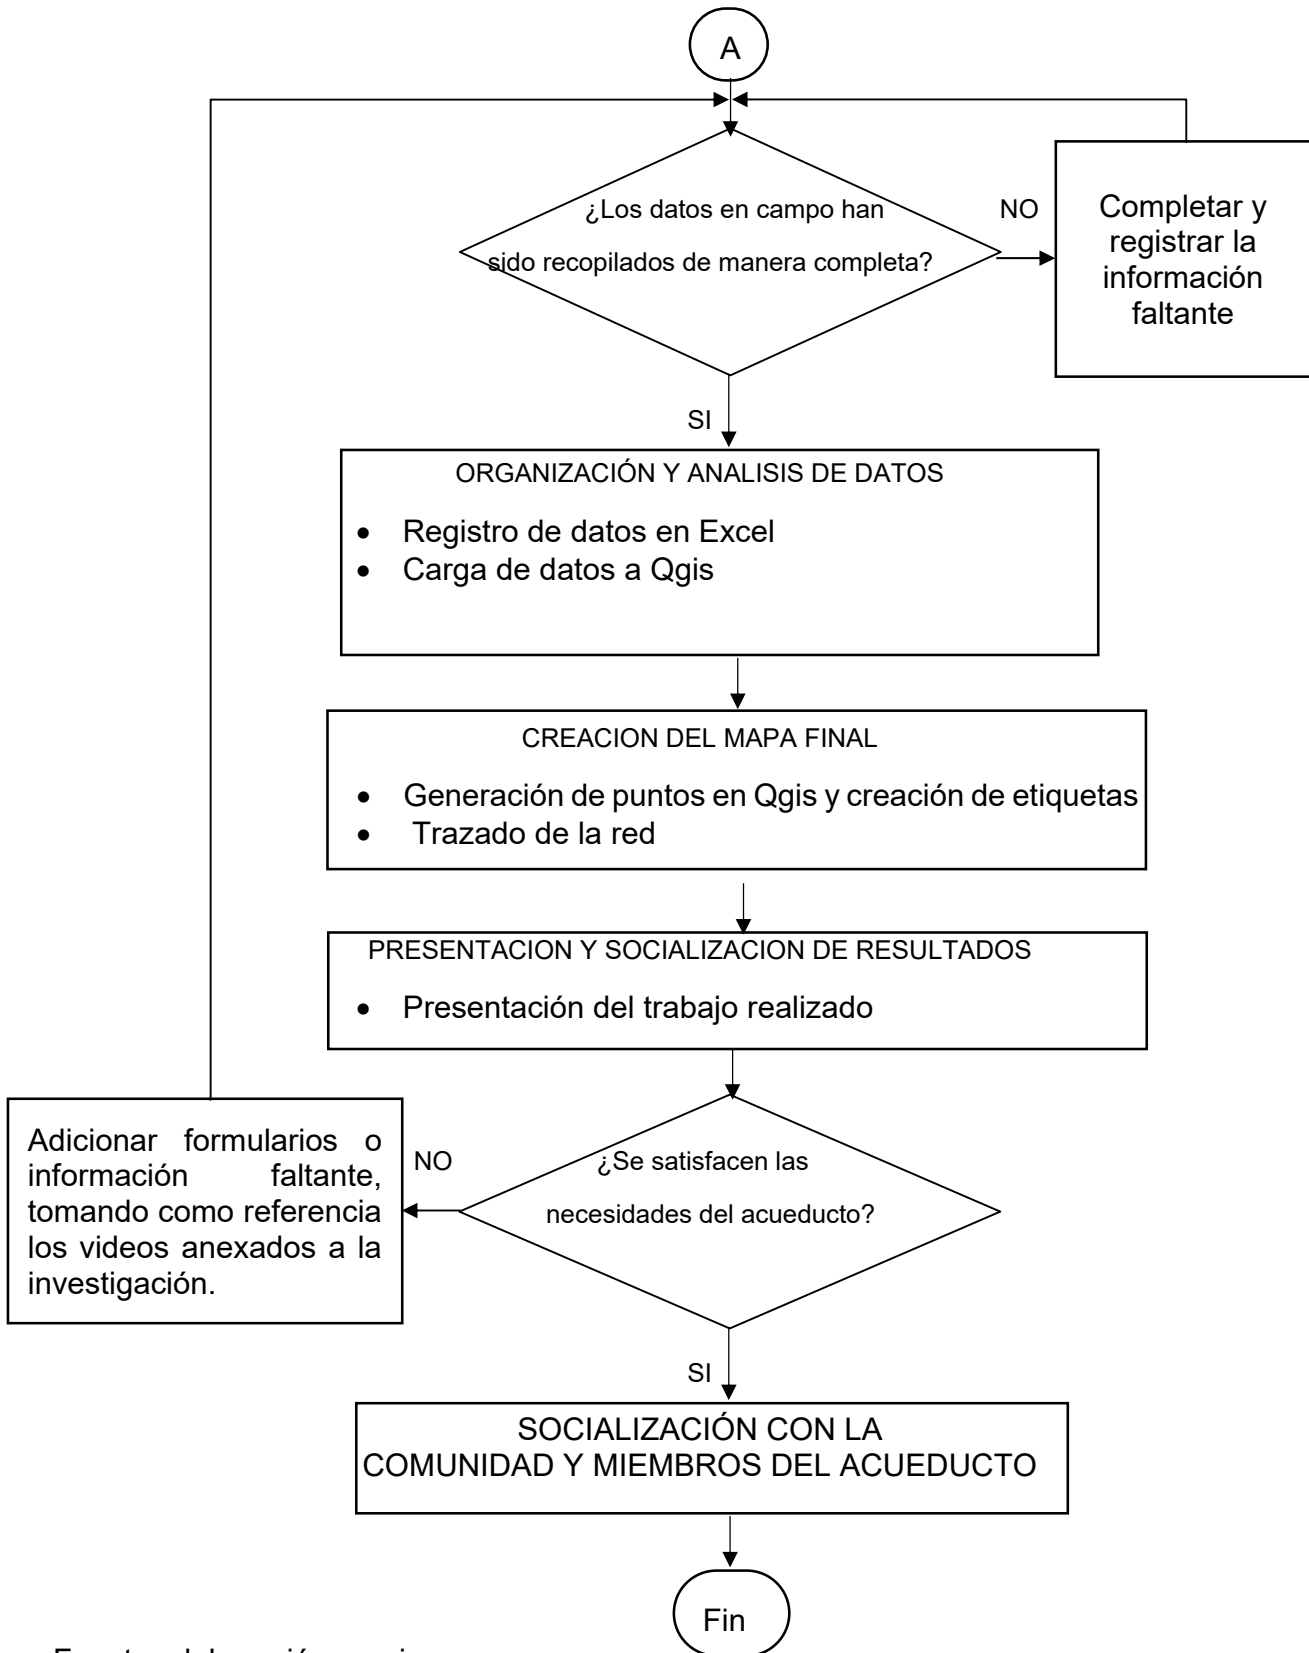 A
¿Los datos en campo han
sido recopilados de manera completa?
NO
Completar y
registrar la
información
faltante
SI
ORGANIZACIÓN Y ANALISIS DE DATOS
• Registro de datos en Excel
• Carga de datos a Qgis
CREACION DEL MAPA FINAL
• Generación de puntos en Qgis y creación de etiquetas
• Trazado de la red
PRESENTACION Y SOCIALIZACION DE RESULTADOS
• Presentación del trabajo realizado
¿Se satisfacen las
necesidades del acueducto?
NO
Adicionar formularios o
información faltante,
tomando como referencia
los videos anexados a la
investigación.
SI
SOCIALIZACIÓN CON LA
COMUNIDAD Y MIEMBROS DEL ACUEDUCTO
Fin